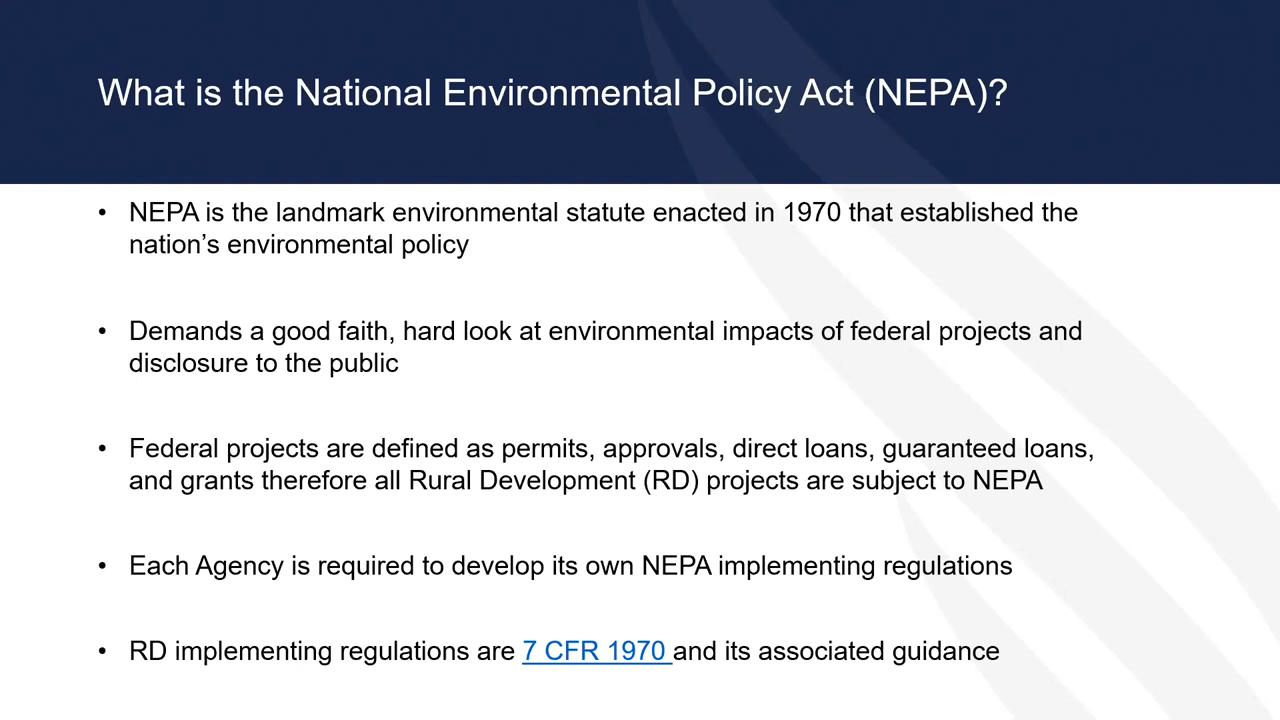 What is the National Environmental Policy Act (NEPA)?
• NEPA is the landmark environmental statute enacted in 1970 that established the
nation’s environmental policy
• Demands a good faith, hard look at environmental impacts of federal projects and
disclosure to the public
• Federal projects are defined as permits, approvals, direct loans, guaranteed loans,
and grants therefore all Rural Development (RD) projects are subject to NEPA
• Each Agency is required to develop its own NEPA implementing regulations
• RD implementing regulations are 7 CFR 1970 and its associated guidance